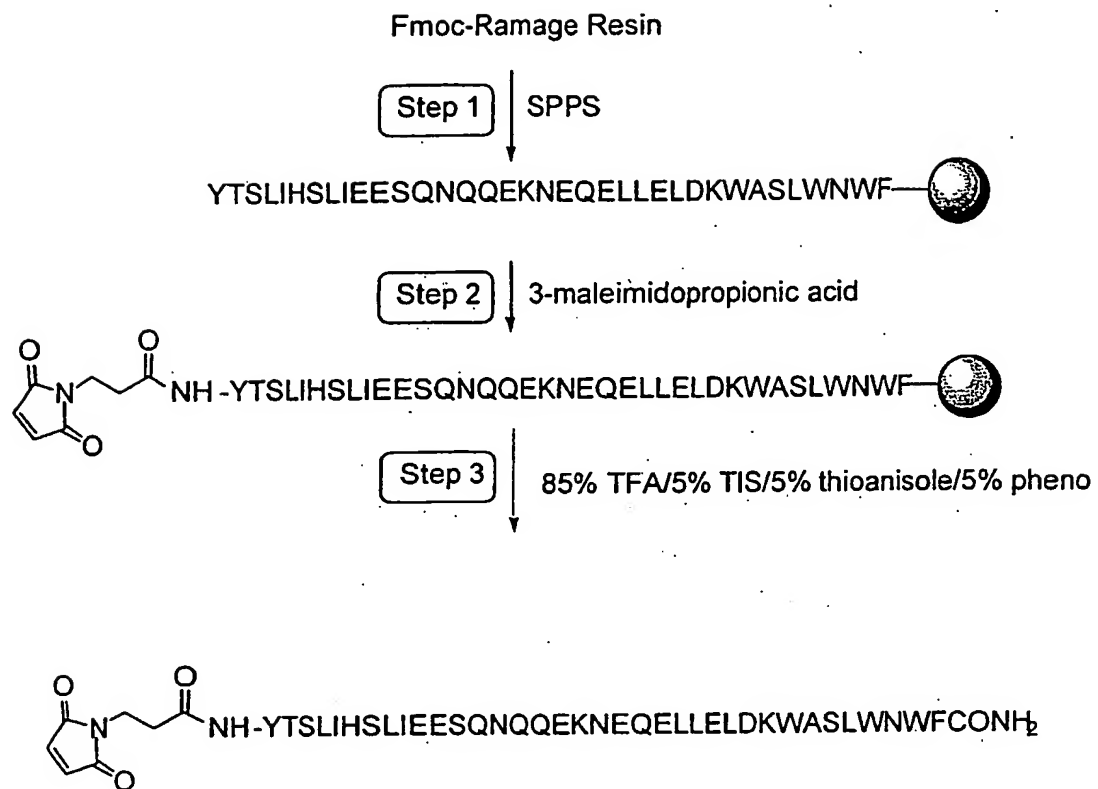 Fmoc-Ramage Resin
Step 1
SPPS
YTSLIHSLIEESQNQQEKNEQELLELDKWASLWNWF
Step 2
3-maleimidopropionic acid
O
O
N
O
NH -YTSLIHSLIEESQNQQEKNEQELLELDKWASLWNWF
Step 3
85% TFA/5% TIS/5% thioanisole/5% pheno
O
O
N
O
NH-YTSLIHSLIEESQNQQEKNEQELLELDKWASLWNWFCONH2